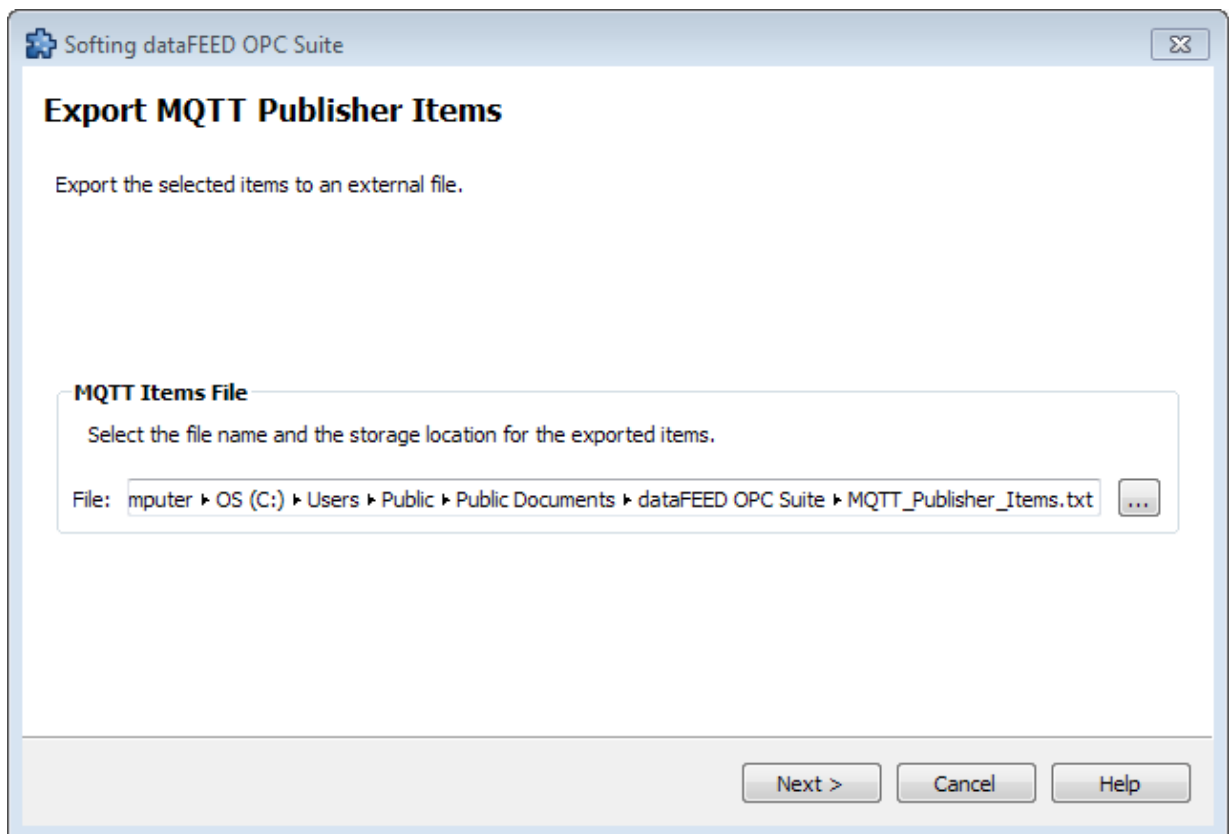 Softing dataFEED OPC Suite
Export MQTT Publisher Items
Export the selected items to an external file.
MQTT Items File
Select the file name and the storage location for the exported items.
File: mputer ▸ OS (C:) ▸ Users ▸ Public ▸ Public Documents ▸ dataFEED OPC Suite ▸ MQTT_Publisher_Items.txt ...
Next > Cancel Help